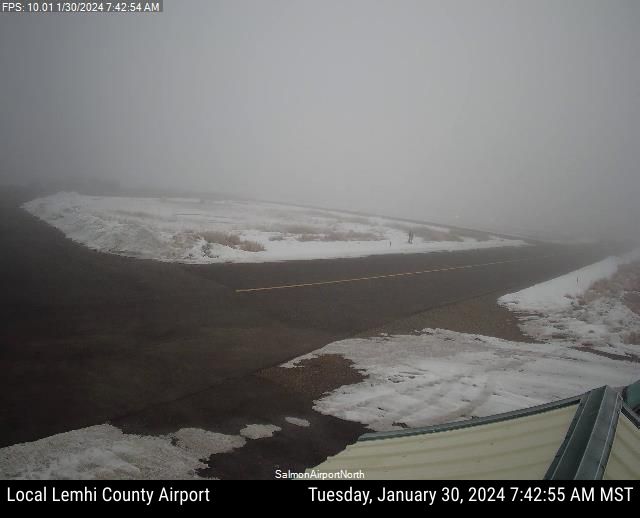 FPS: 10.01 1/30/2024 7:42:54 AM
SalmonAirportNorth
Local Lemhi County Airport Tuesday, January 30, 2024 7:42:55 AM MST